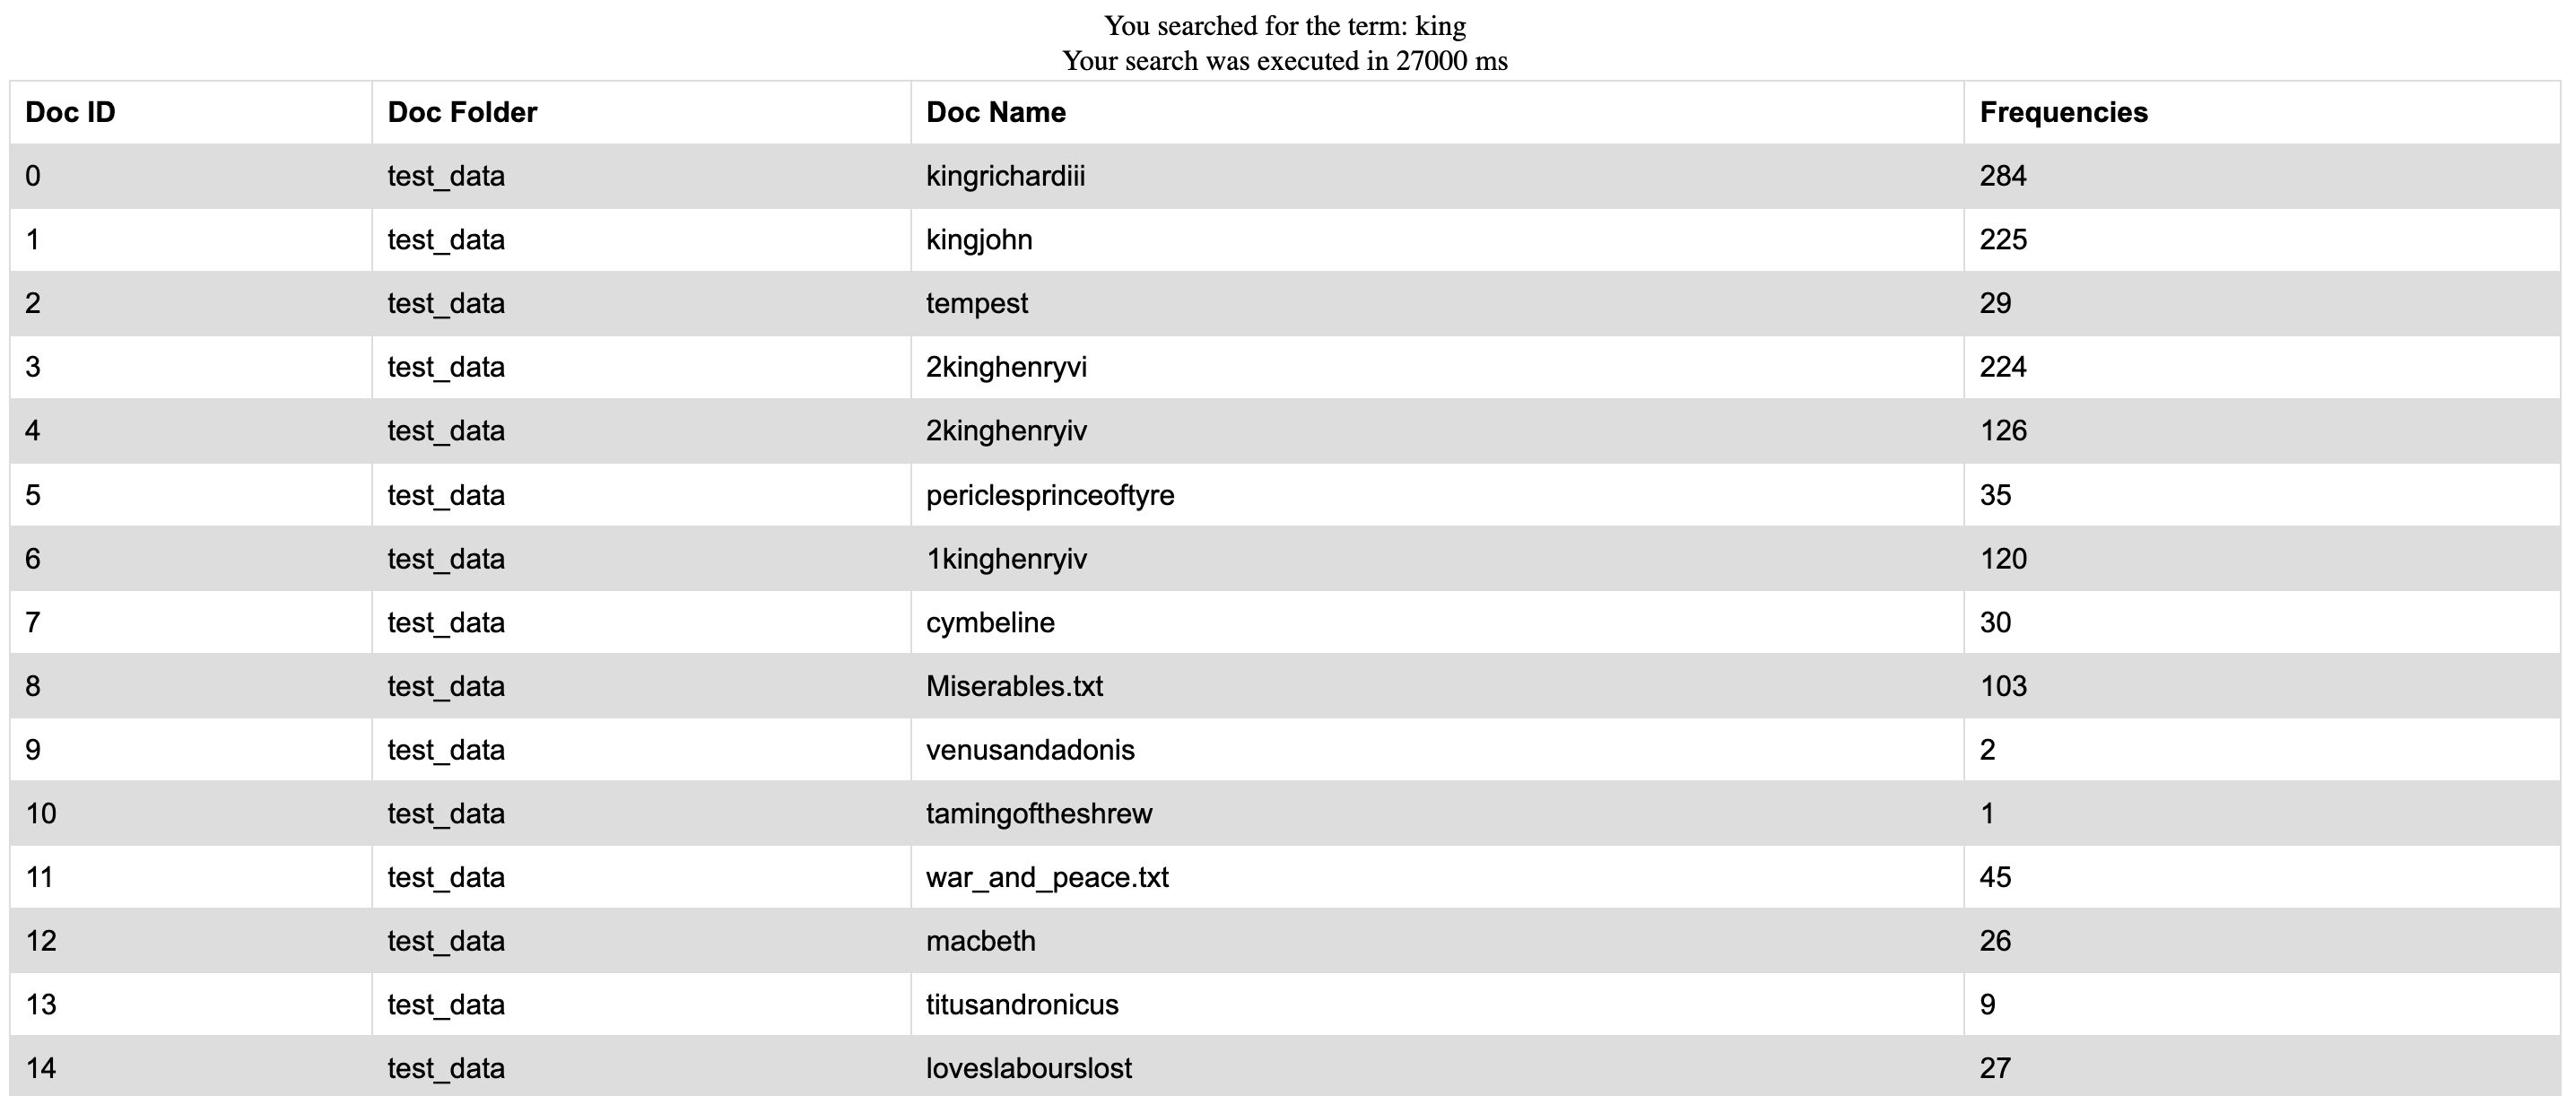 You searched for the term: king
Your search was executed in 27000 ms
Doc ID Doc Folder Doc Name Frequencies
0 test_data kingrichardiii 284
1 test_data kingjohn 225
2 test_data tempest 29
3 test_data 2kinghenryvi 224
4 test_data 2kinghenryiv 126
5 test_data periclesprinceoftyre 35
6 test_data 1kinghenryiv 120
7 test_data cymbeline 30
8 test_data Miserables.txt 103
9 test_data venusandadonis 2
10 test_data tamingoftheshrew 1
11 test_data war_and_peace.txt 45
12 test_data macbeth 26
13 test_data titusandronicus 9
14 test_data loveslabourslost 27